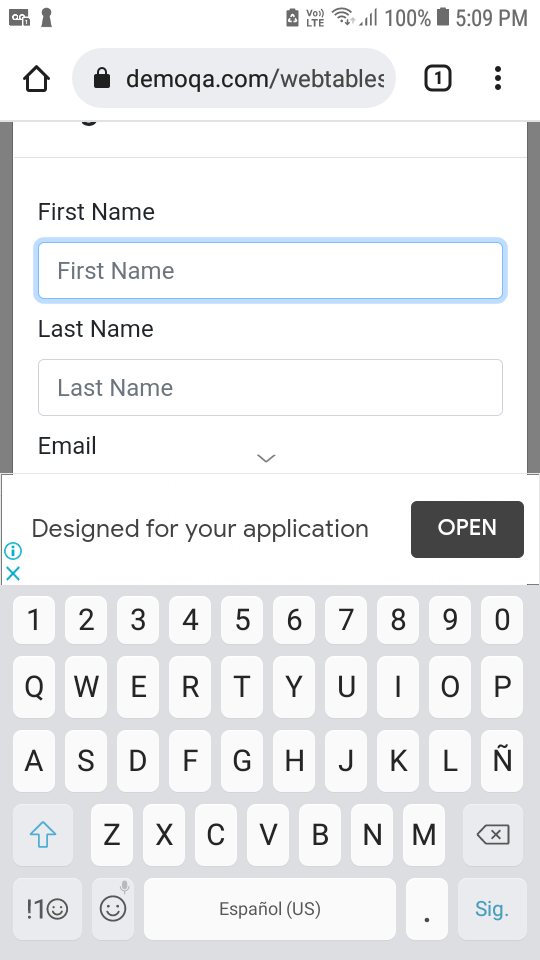 Vo)) LTE 100% 5:09 PM
demoqa.com/webtables 1
First Name
First Name
Last Name
Last Name
Email
Designed for your application OPEN
1 2 3 4 5 6 7 8 9 0
Q W E R T Y U I O P
A S D F G H J K L Ñ
Z X C V B N M
!1☺ Español (US) . Sig.